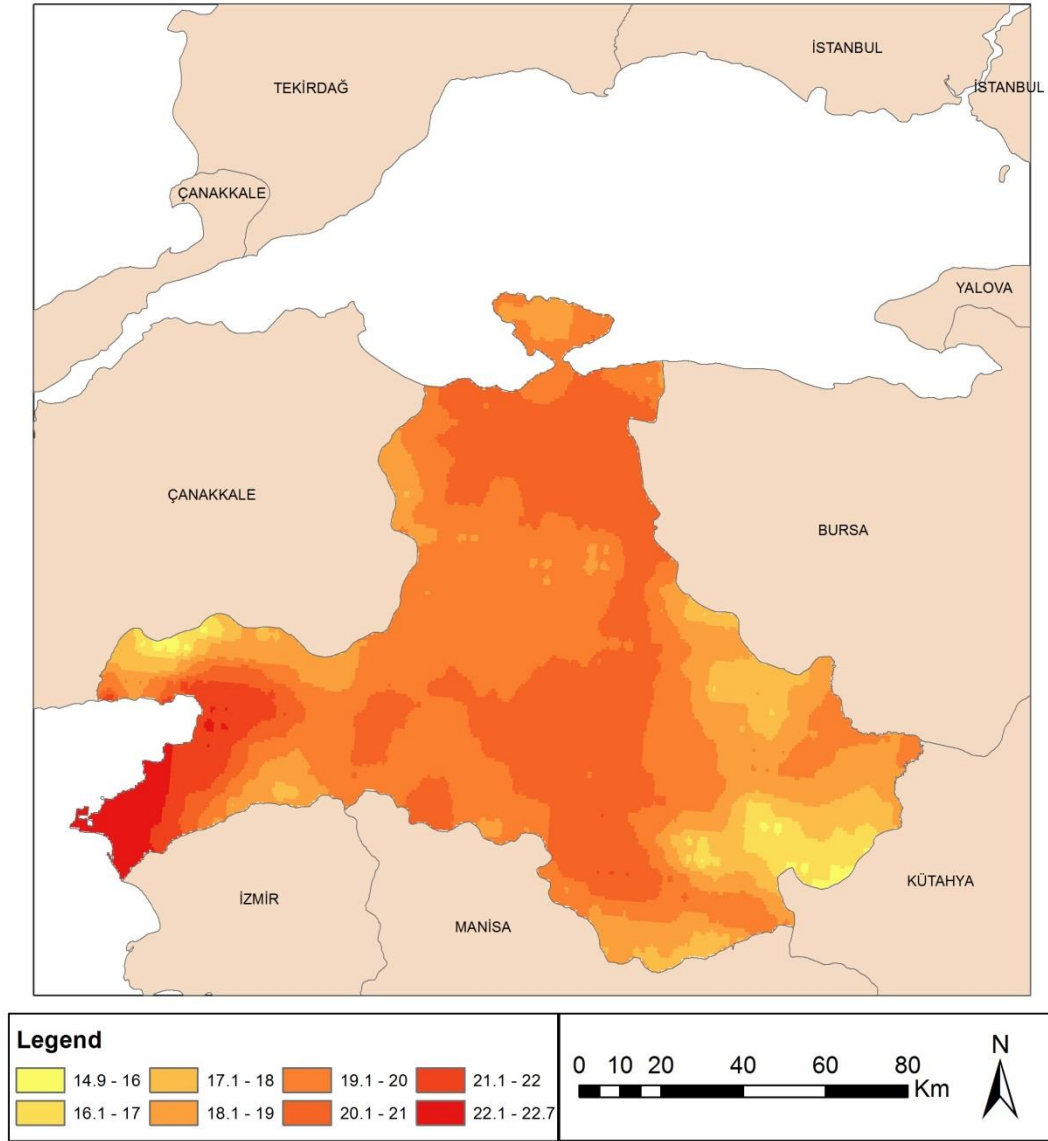 İSTANBUL
TEKİRDAĞ
İSTANBUL
ÇANAKKALE
YALOVA
ÇANAKKALE
BURSA
KÜTAHYA
İZMİR
MANİSA
Legend
14.9 - 16 17.1 - 18 19.1 - 20 21.1 - 22
16.1 - 17 18.1 - 19 20.1 - 21 22.1 - 22.7
0 10 20 40 60 80
Km
N